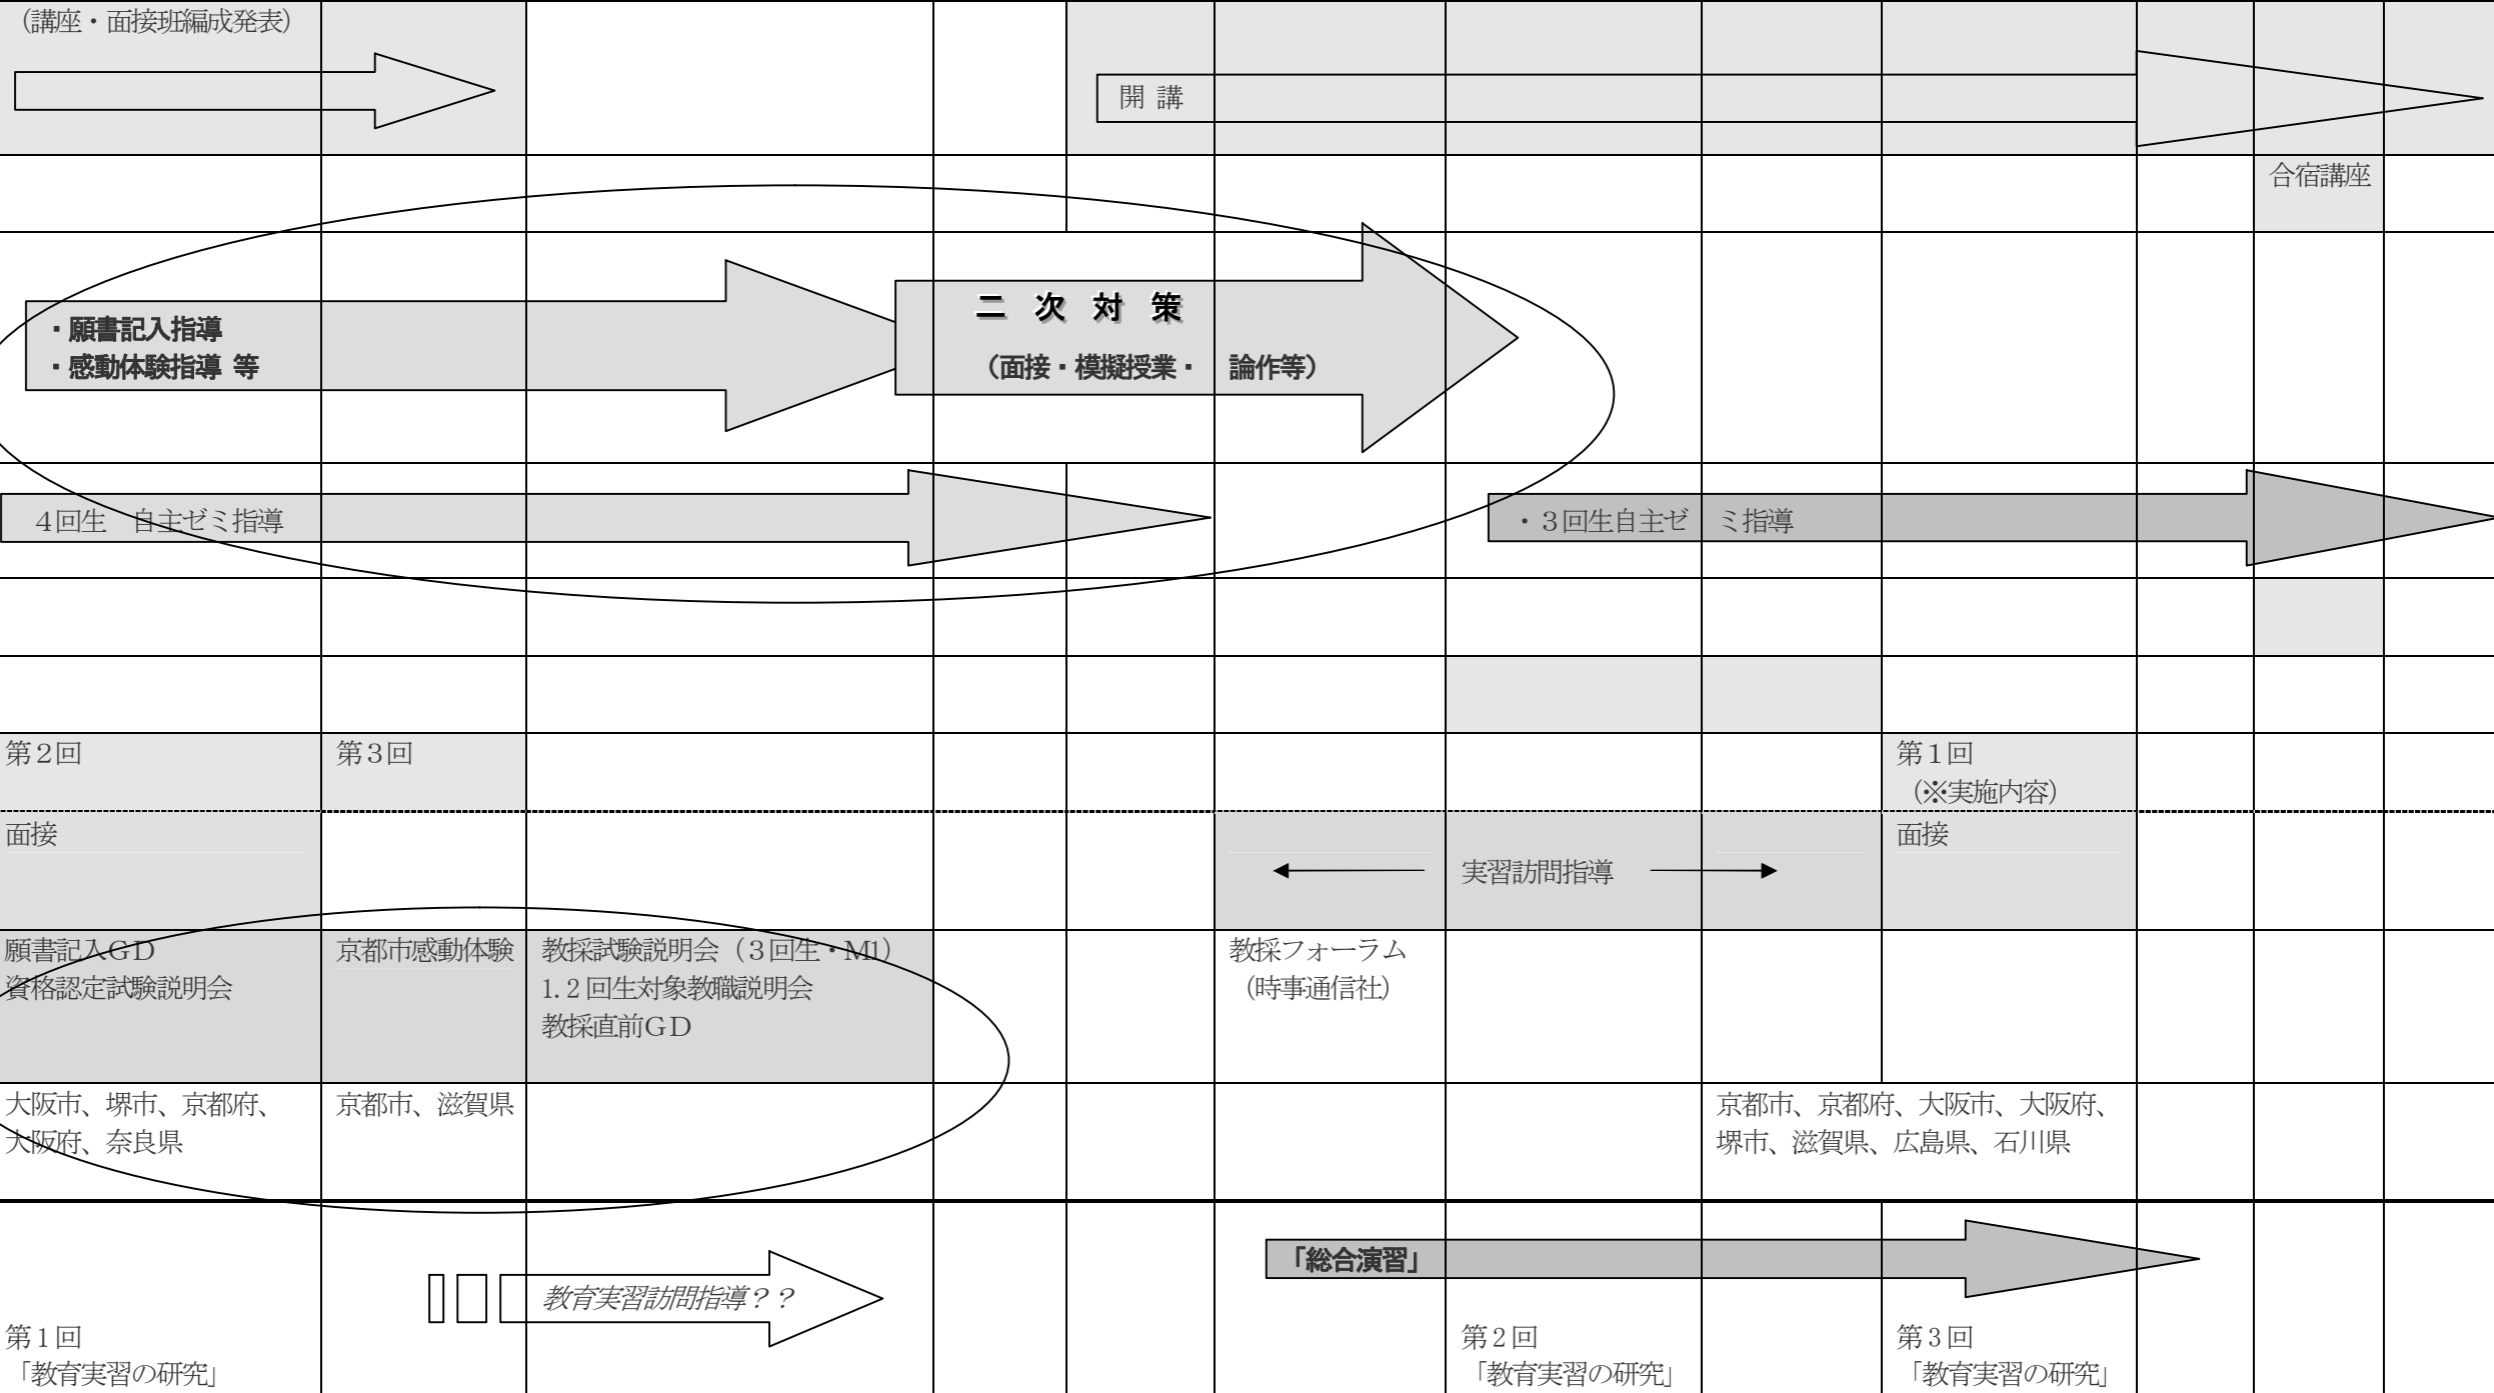 （講座・面接班編成発表）
開 講
合宿講座
・願書記入指導
・感動体験指導 等
二 次 対 策
（面接・模擬授業・ 論作等）
４回生　自主ゼミ指導
・３回生自主ゼミ指導
第２回
第３回
第１回
（※実施内容）
面接
実習訪問指導
面接
願書記入ＧＤ
資格認定試験説明会
京都市感動体験
教採試験説明会（３回生・M1）
1.２回生対象教職説明会
教採直前ＧＤ
教採フォーラム
（時事通信社）
大阪市、堺市、京都府、
大阪府、奈良県
京都市、滋賀県
京都市、京都府、大阪市、大阪府、
堺市、滋賀県、広島県、石川県
「総合演習」
教育実習訪問指導？？
第１回
「教育実習の研究」
第２回
「教育実習の研究」
第３回
「教育実習の研究」